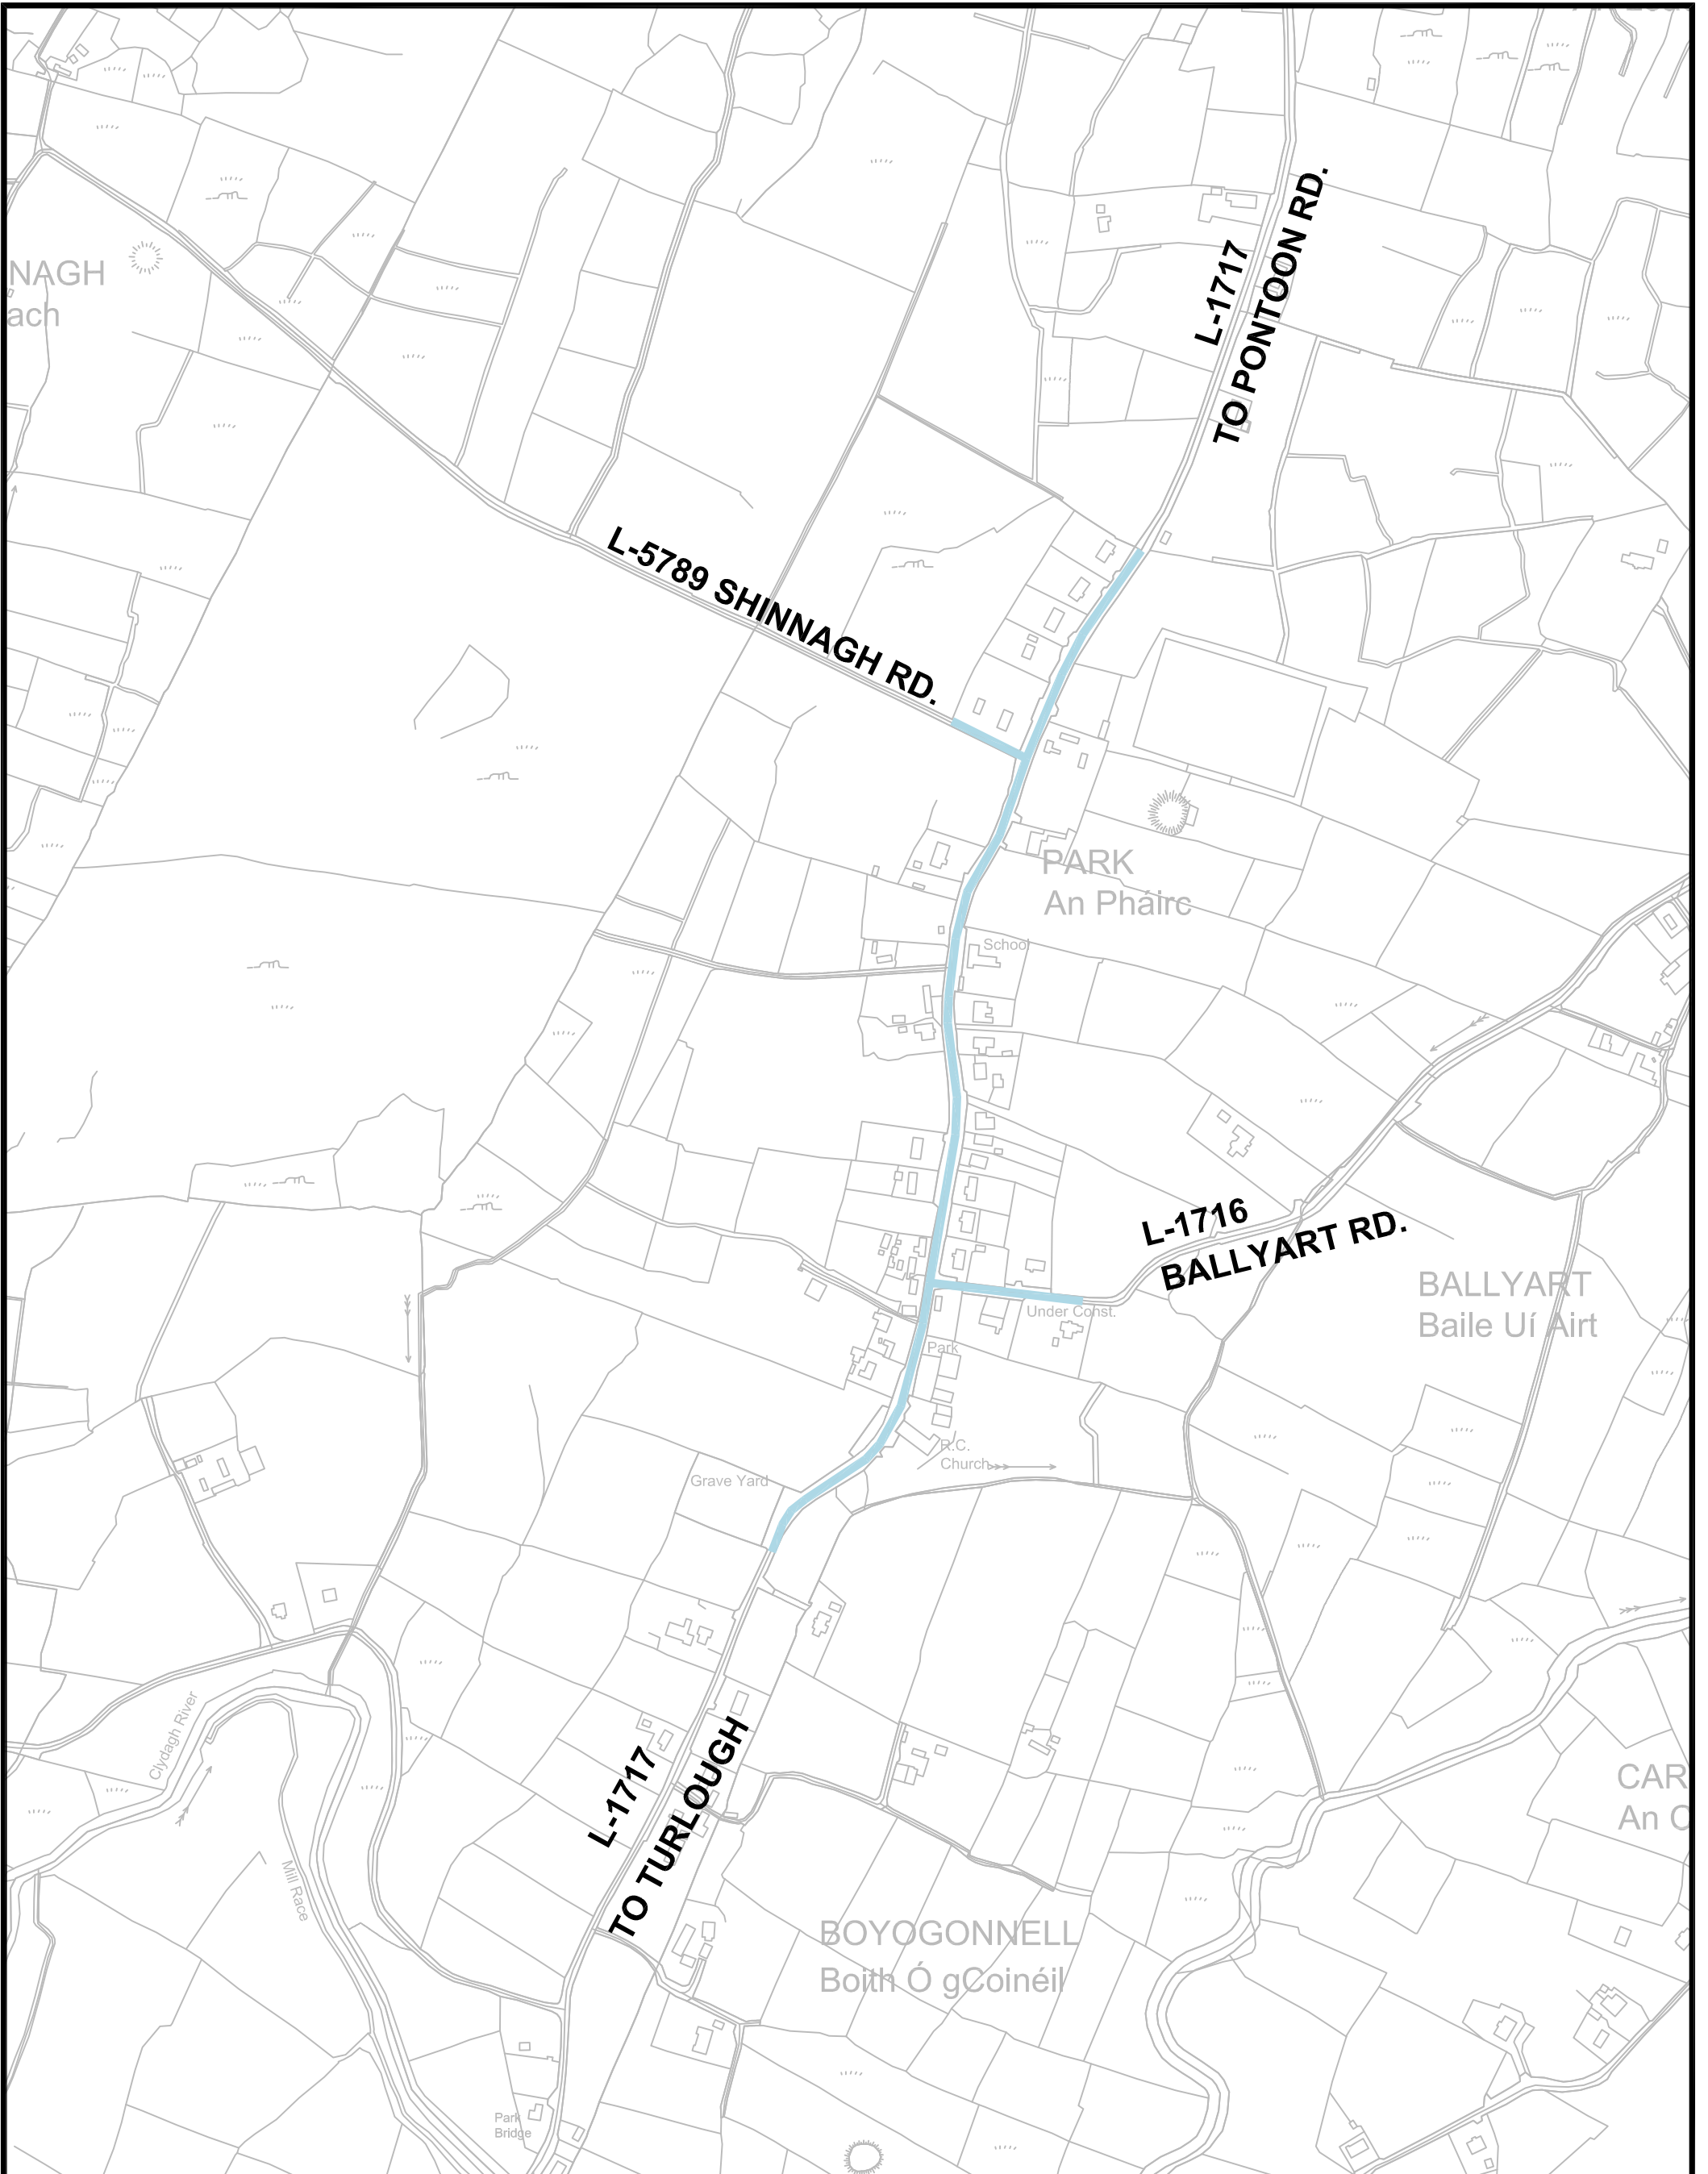 L-1717
TO PONTOON RD.
NAGH
ach
L-5789 SHINNAGH RD.
PARK
An Pháirc
School
L-1716
BALLYART RD.
BALLYART
Baile Uí Airt
Under Const.
Park
R.C.
Church
Grave Yard
Clydagh River
Mill Race
L-1717
TO TURLOUGH
CAR
An C
BOYOGONNELL
Boith Ó gCoinéil
Park
Bridge